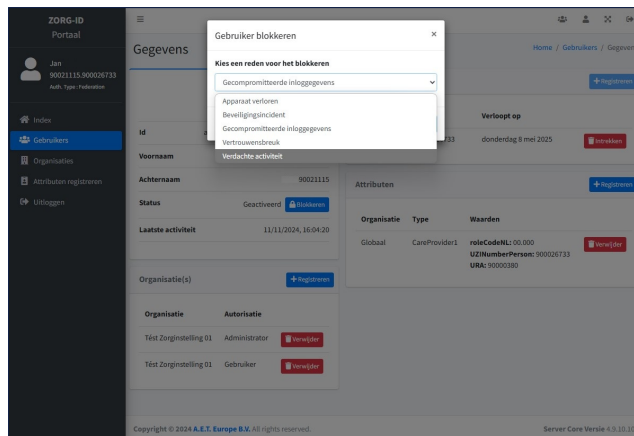 ZORG-ID
Portaal
Jan
90021115.900026733
Auth. Type : Federation
Index
Gebruikers
Organisaties
Attributen registreren
Uitloggen
Gegevens
Home / Gebruikers / Gegevens
Gebruiker blokkeren
×
Kies een reden voor het blokkeren
Gecompromitteerde inloggegevens
Apparaat verloren
Beveiligingsincident
Gecompromitteerde inloggegevens
Vertrouwensbreuk
Verdachte activiteit
Id
Voornaam
Achternaam 90021115
Status Geactiveerd Blokkeren
Laatste activiteit 11/11/2024, 16:04:20
Organisatie(s) + Registreren
Organisatie Autorisatie
Tést Zorginstelling 01 Administrator Verwijder
Tést Zorginstelling 01 Gebruiker Verwijder
+ Registreren
Verloopt op
donderdag 8 mei 2025 Intrekken
Attributen + Registreren
Organisatie Type Waarden
Globaal CareProvider1 roleCodeNL: 00.000 Verwijder
UZINumberPerson: 900026733
URA: 90000380
Copyright © 2024 A.E.T. Europe B.V. All rights reserved.
Server Core Versie 4.9.10.10